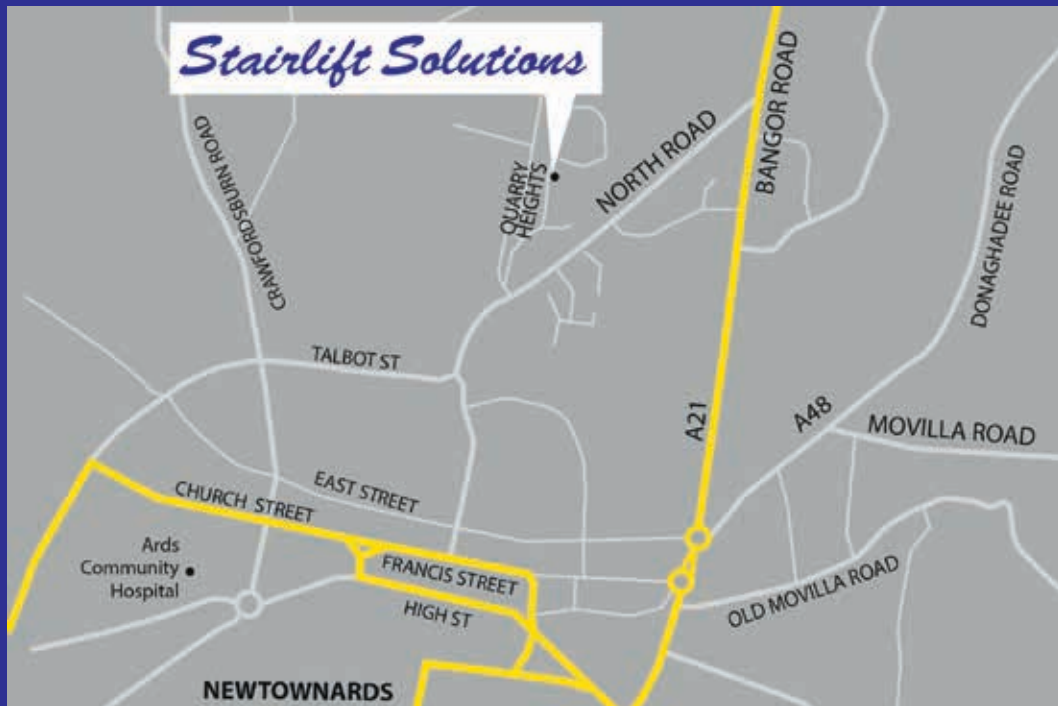 Stairlift Solutions
CRAWFORDSBURN ROAD
QUARRY
HEIGHTS
NORTH ROAD
BANGOR ROAD
DONAGHADEE ROAD
TALBOT ST
A21
A48
MOVILLA ROAD
EAST STREET
CHURCH STREET
Ards
Community
Hospital
FRANCIS STREET
HIGH ST
OLD MOVILLA ROAD
NEWTOWNARDS